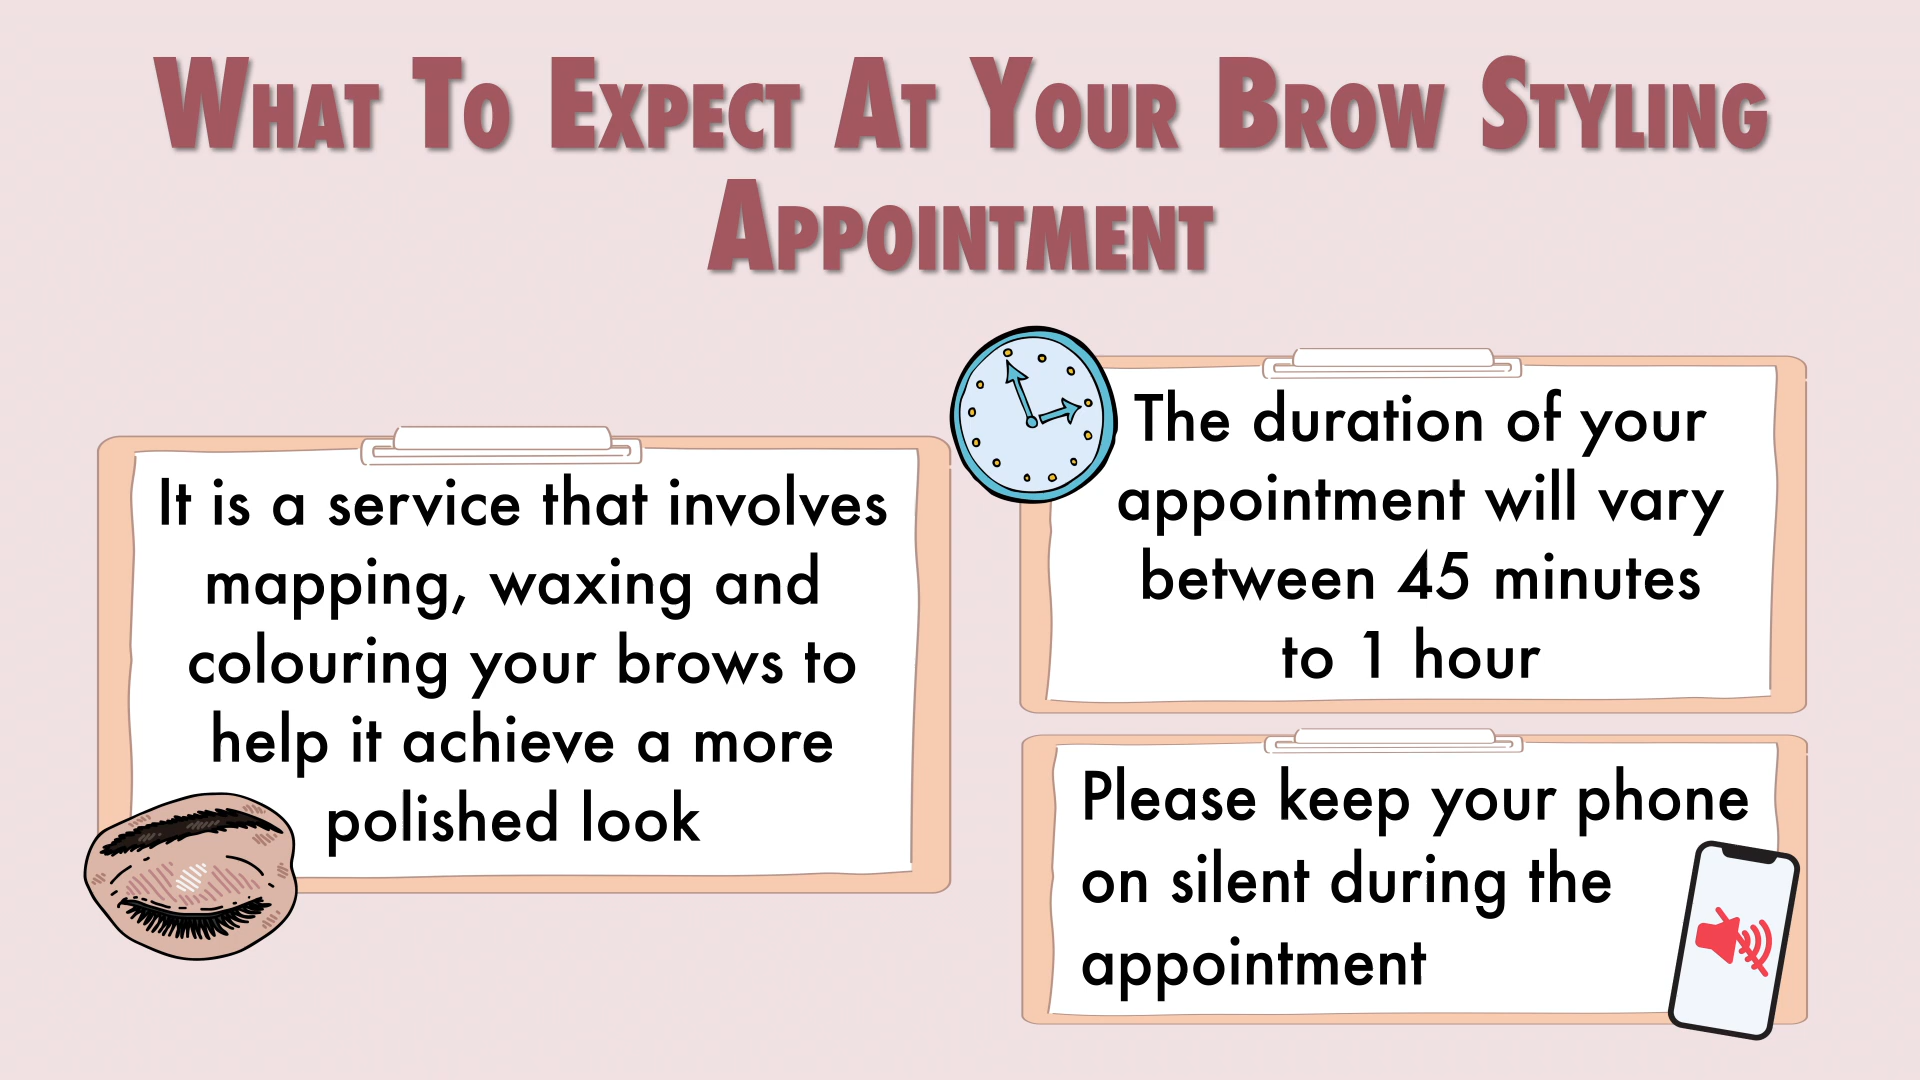 What To Expect At Your Brow Styling
Appointment
It is a service that involves
mapping, waxing and
colouring your brows to
help it achieve a more
polished look
The duration of your
appointment will vary
between 45 minutes
to 1 hour
Please keep your phone
on silent during the
appointment